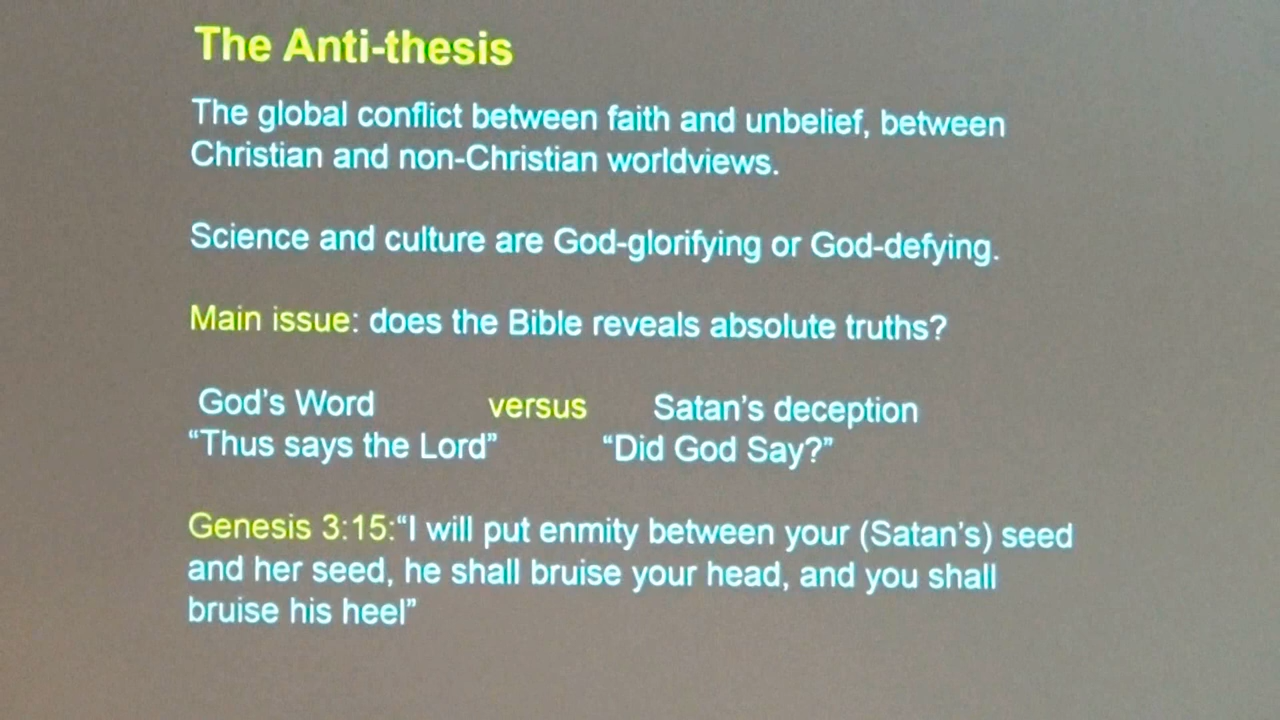 The Anti-thesis
The global conflict between faith and unbelief, between
Christian and non-Christian worldviews.
Science and culture are God-glorifying or God-defying.
Main issue: does the Bible reveals absolute truths?
God’s Word versus Satan’s deception
“Thus says the Lord” “Did God Say?”
Genesis 3:15:“I will put enmity between your (Satan’s) seed
and her seed, he shall bruise your head, and you shall
bruise his heel”